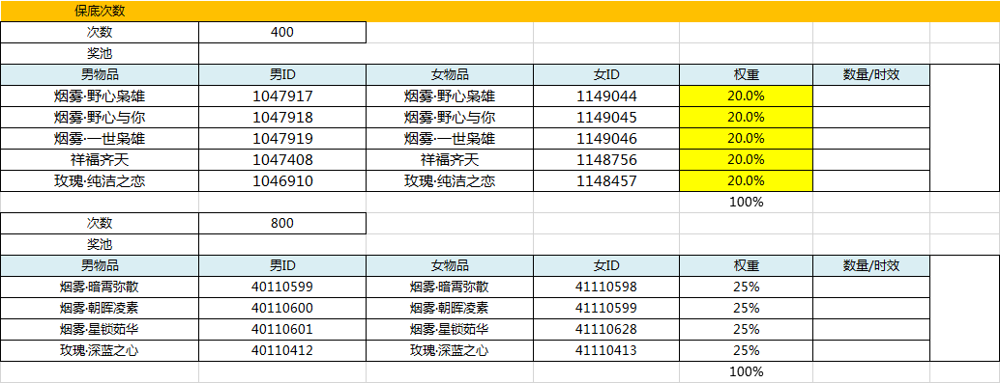 保底次数
次数 400
奖池
男物品 男ID 女物品 女ID 权重 数量/时效
烟雾·野心枭雄 1047917 烟雾·野心枭雄 1149044 20.0%
烟雾·野心与你 1047918 烟雾·野心与你 1149045 20.0%
烟雾·一世枭雄 1047919 烟雾·一世枭雄 1149046 20.0%
祥福齐天 1047408 祥福齐天 1148756 20.0%
玫瑰·纯洁之恋 1046910 玫瑰·纯洁之恋 1148457 20.0%
100%
次数 800
奖池
男物品 男ID 女物品 女ID 权重 数量/时效
烟雾·暗霄弥散 40110599 烟雾·暗霄弥散 41110598 25%
烟雾·朝晖凌素 40110600 烟雾·朝晖凌素 41110599 25%
烟雾·星锁茹华 40110601 烟雾·星锁茹华 41110628 25%
玫瑰·深蓝之心 40110412 玫瑰·深蓝之心 41110413 25%
100%